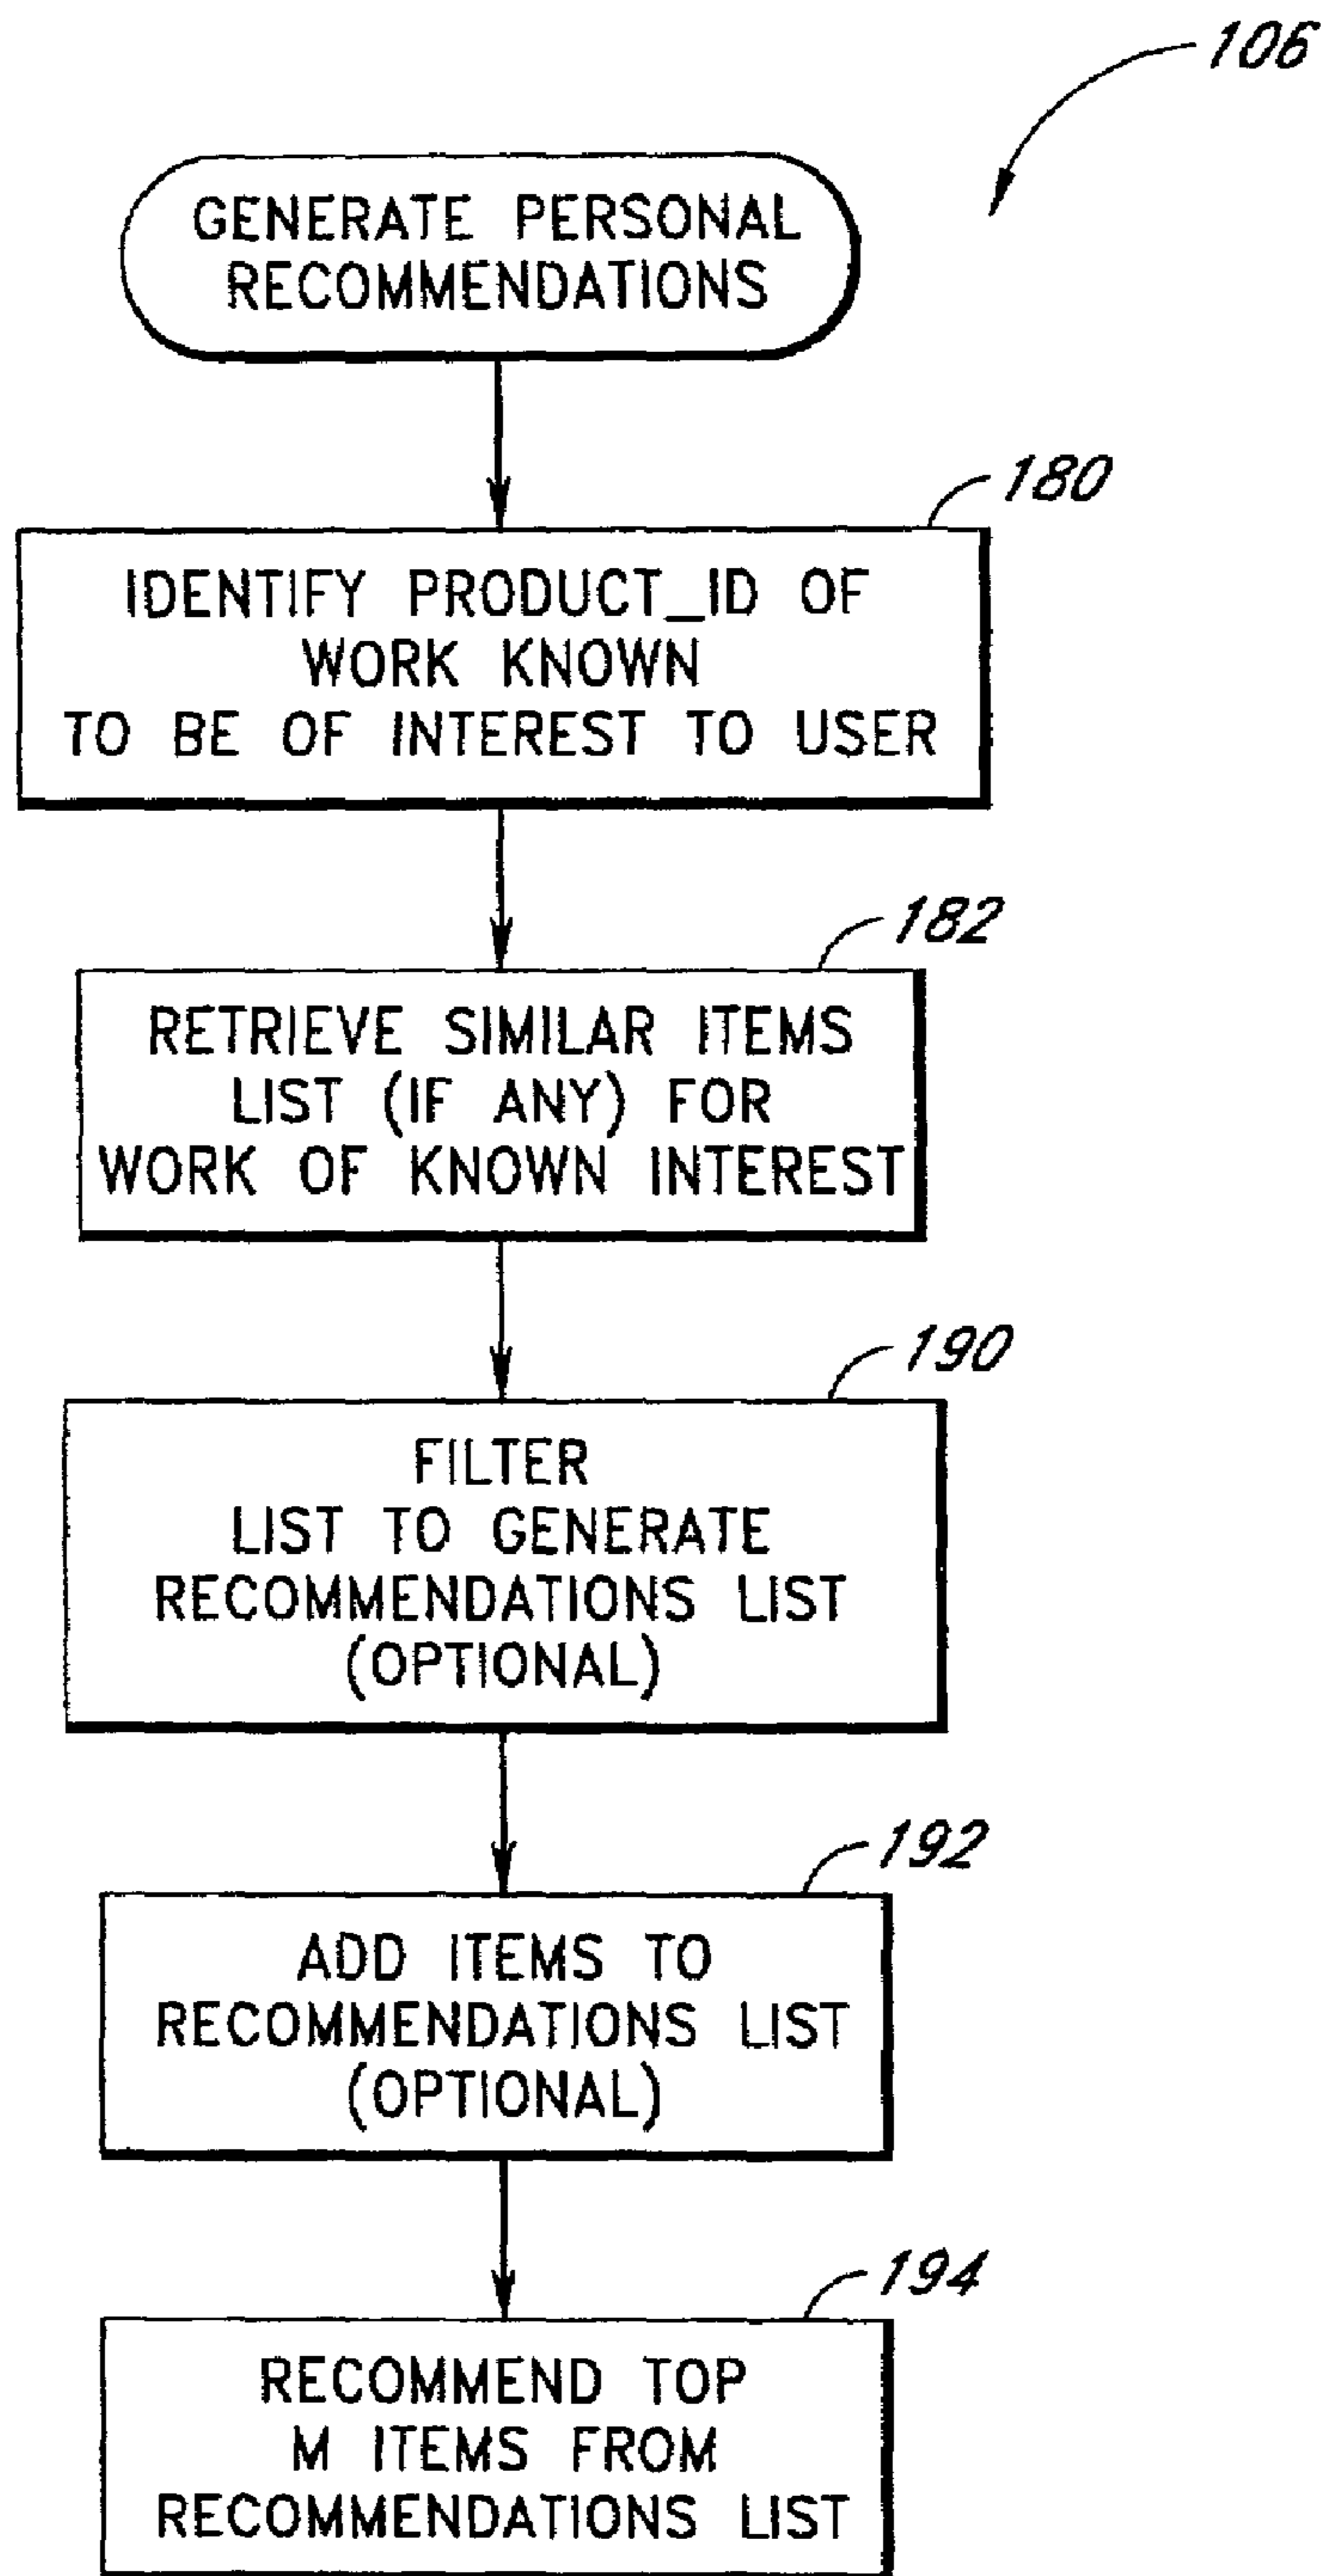 106
GENERATE PERSONAL
RECOMMENDATIONS
180
IDENTIFY PRODUCT_ID OF
WORK KNOWN
TO BE OF INTEREST TO USER
182
RETRIEVE SIMILAR ITEMS
LIST (IF ANY) FOR
WORK OF KNOWN INTEREST
190
FILTER
LIST TO GENERATE
RECOMMENDATIONS LIST
(OPTIONAL)
192
ADD ITEMS TO
RECOMMENDATIONS LIST
(OPTIONAL)
194
RECOMMEND TOP
M ITEMS FROM
RECOMMENDATIONS LIST